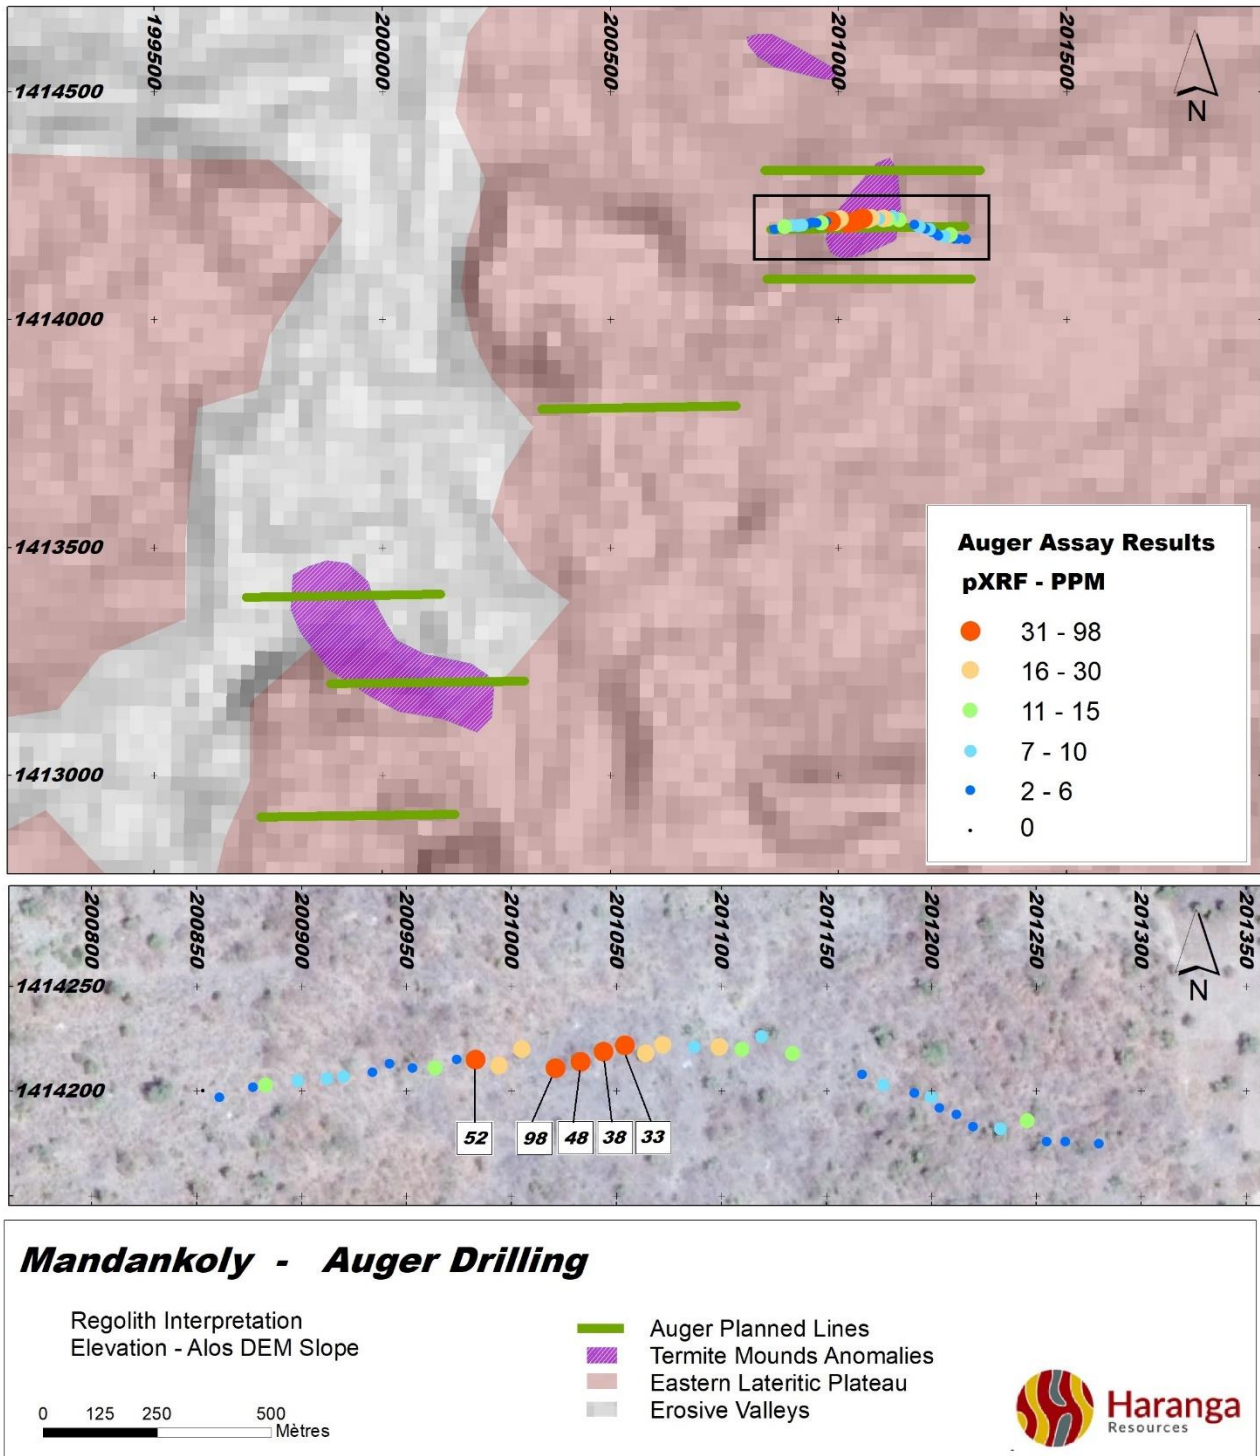 199500
200000
200500
201000
201500
1414500
N
1414000
1413500
1413000
Auger Assay Results
pXRF - PPM
31 - 98
16 - 30
11 - 15
7 - 10
2 - 6
0
200800
200850
200900
200950
201000
201050
201100
201150
201200
201250
201300
201350
1414250
N
1414200
52
98
48
38
33
Mandankoly - Auger Drilling
Regolith Interpretation
Elevation - Alos DEM Slope
0 125 250 500
Mètres
Auger Planned Lines
Termite Mounds Anomalies
Eastern Lateritic Plateau
Erosive Valleys
Haranga
Resources